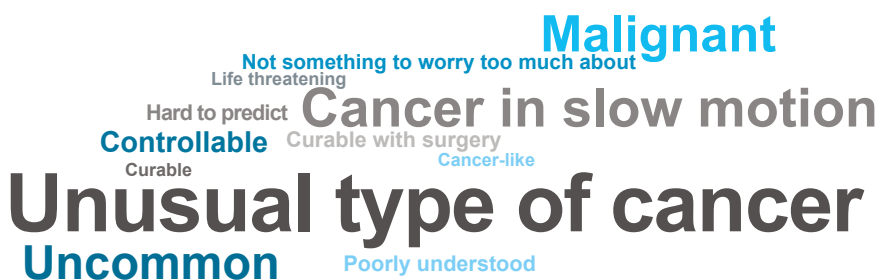 Malignant
Not something to worry too much about
Life threatening
Hard to predict
Cancer in slow motion
Controllable
Curable with surgery
Cancer-like
Curable
Unusual type of cancer
Uncommon
Poorly understood